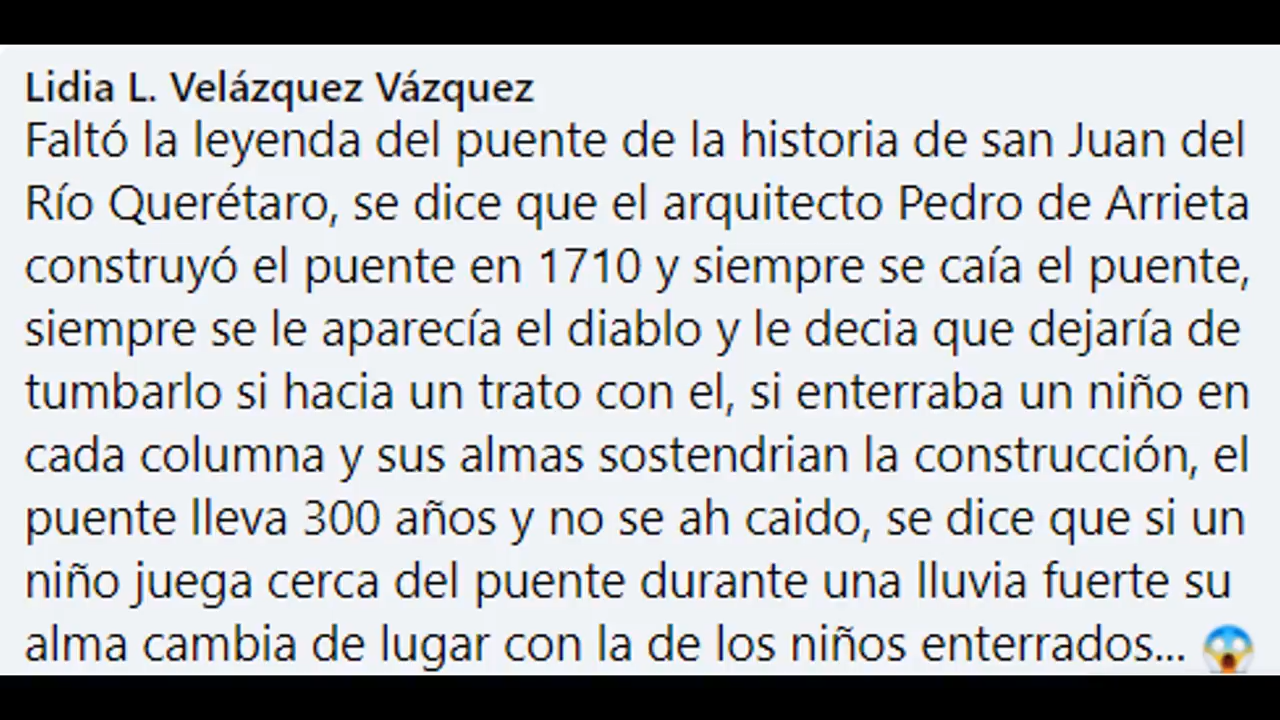 Lidia L. Velázquez Vázquez
Faltó la leyenda del puente de la historia de san Juan del
Río Querétaro, se dice que el arquitecto Pedro de Arrieta
construyó el puente en 1710 y siempre se caía el puente,
siempre se le aparecía el diablo y le decia que dejaría de
tumbarlo si hacia un trato con el, si enterraba un niño en
cada columna y sus almas sostendrian la construcción, el
puente lleva 300 años y no se ah caido, se dice que si un
niño juega cerca del puente durante una lluvia fuerte su
alma cambia de lugar con la de los niños enterrados... 😱